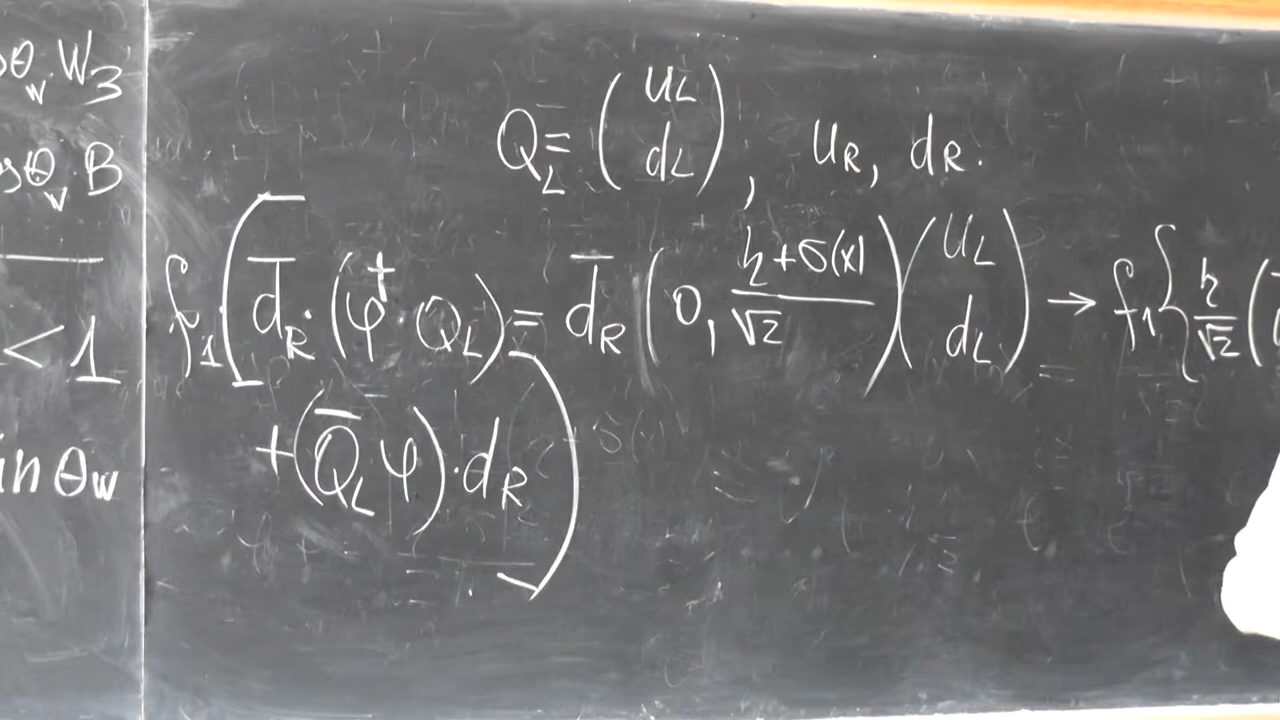 θ_w W_3
θ_w B
< 1
in θ_w
Q_L = ( u_L d_L ), u_R, d_R.
f_1 ( d̄_R · (φ† · Q_L) = d̄_R ( 0, (η + σ(x))/√2 ) ( u_L d_L ) → f_1 { η/√2 (
+ (Q̄_L φ) · d_R )